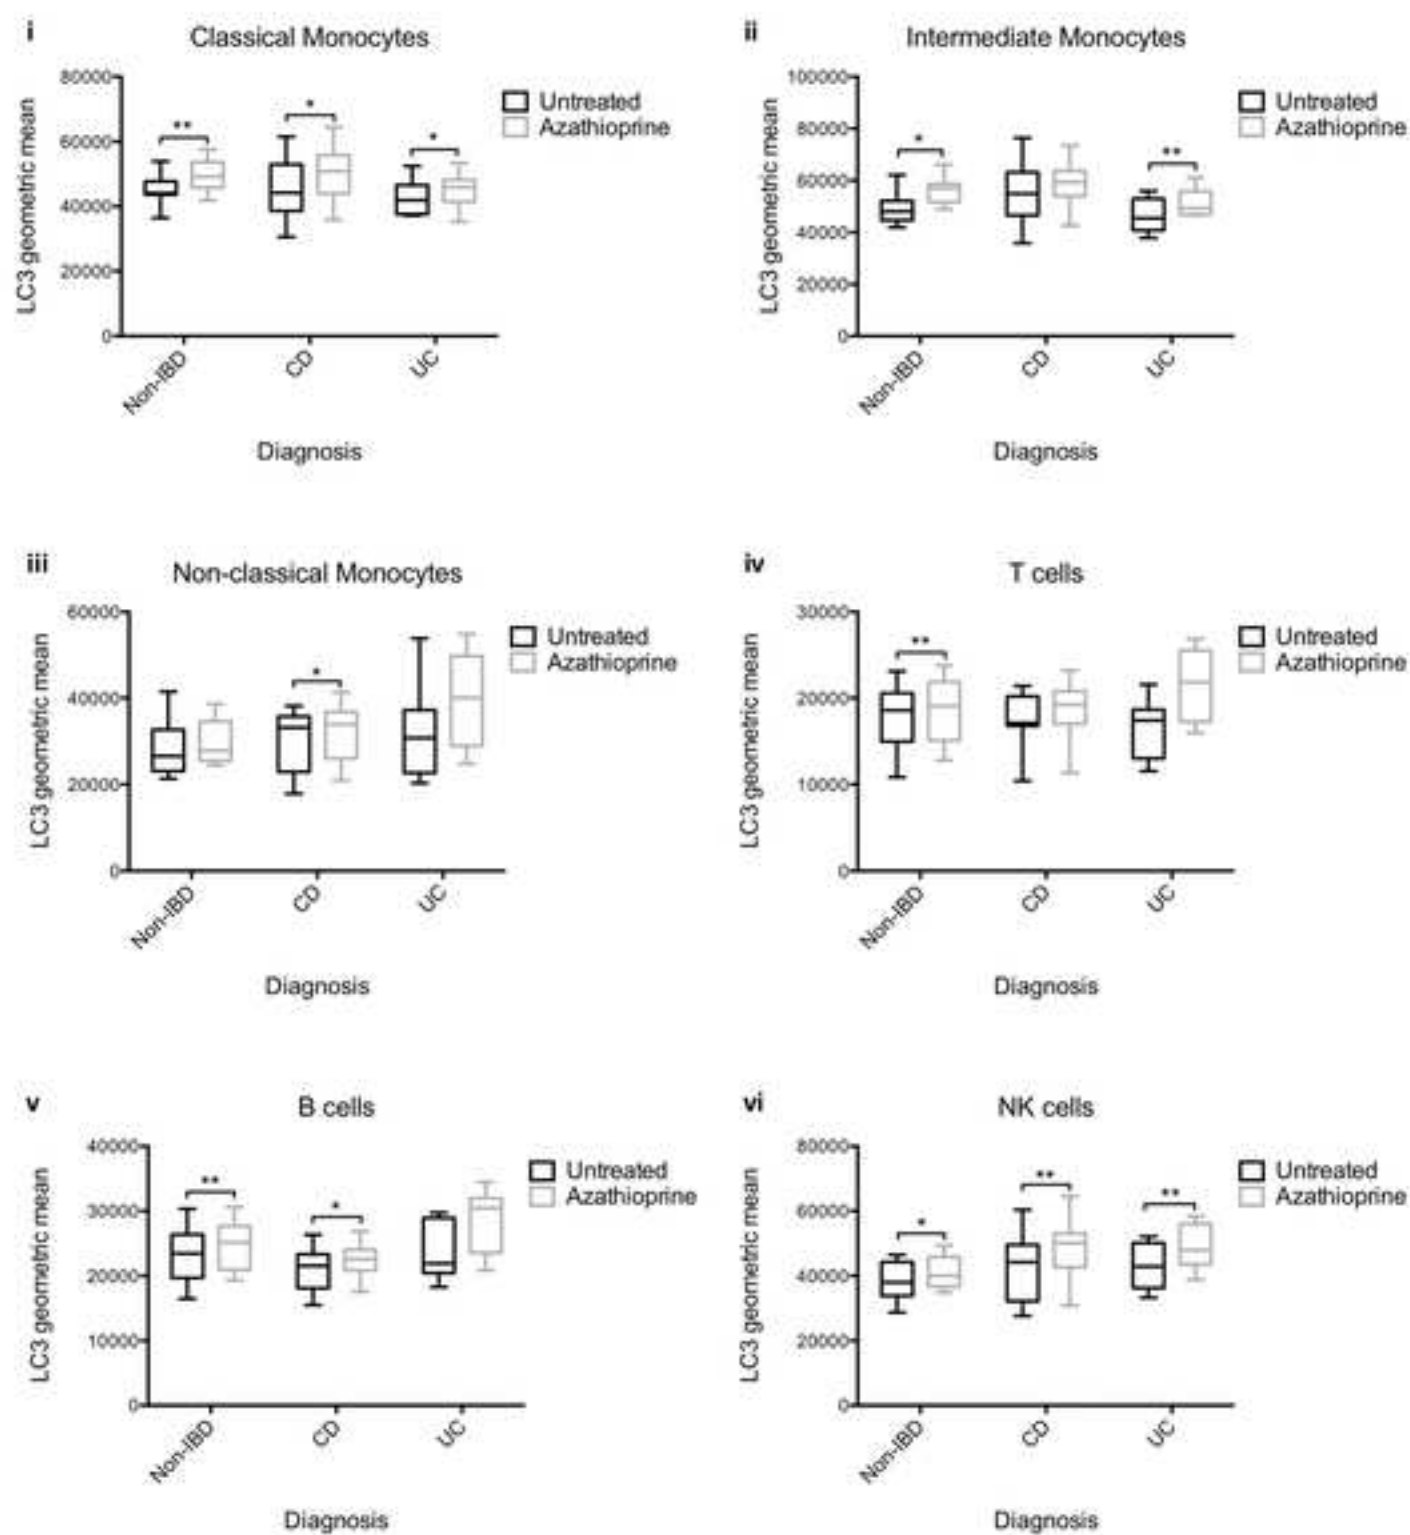 i
Classical Monocytes
LC3 geometric mean
80000
60000
40000
20000
0
**
*
*
Untreated
Azathioprine
Non-IBD
CD
UC
Diagnosis
ii
Intermediate Monocytes
LC3 geometric mean
100000
80000
60000
40000
20000
0
*
**
Untreated
Azathioprine
Non-IBD
CD
UC
Diagnosis
iii
Non-classical Monocytes
LC3 geometric mean
60000
40000
20000
0
*
Untreated
Azathioprine
Non-IBD
CD
UC
Diagnosis
iv
T cells
LC3 geometric mean
30000
20000
10000
0
**
Untreated
Azathioprine
Non-IBD
CD
UC
Diagnosis
v
B cells
LC3 geometric mean
40000
30000
20000
10000
0
**
*
Untreated
Azathioprine
Non-IBD
CD
UC
Diagnosis
vi
NK cells
LC3 geometric mean
80000
60000
40000
20000
0
*
**
**
Untreated
Azathioprine
Non-IBD
CD
UC
Diagnosis